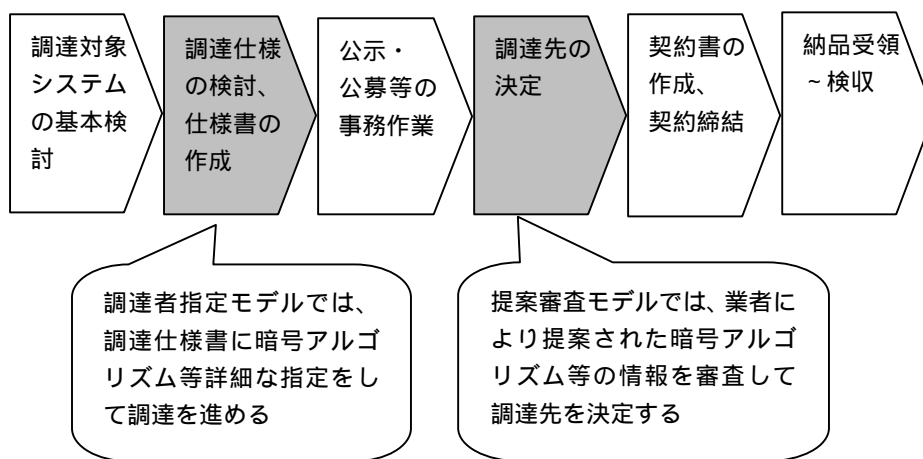 調達対象
システム
の基本検
討
調達仕様
の検討、
仕様書の
作成
公示・
公募等の
事務作業
調達先の
決定
契約書の
作成、
契約締結
納品受領
~検収
調達者指定モデルでは、
調達仕様書に暗号アルゴ
リズム等詳細な指定をし
て調達を進める
提案審査モデルでは、業者に
より提案された暗号アルゴ
リズム等の情報を審査して
調達先を決定する